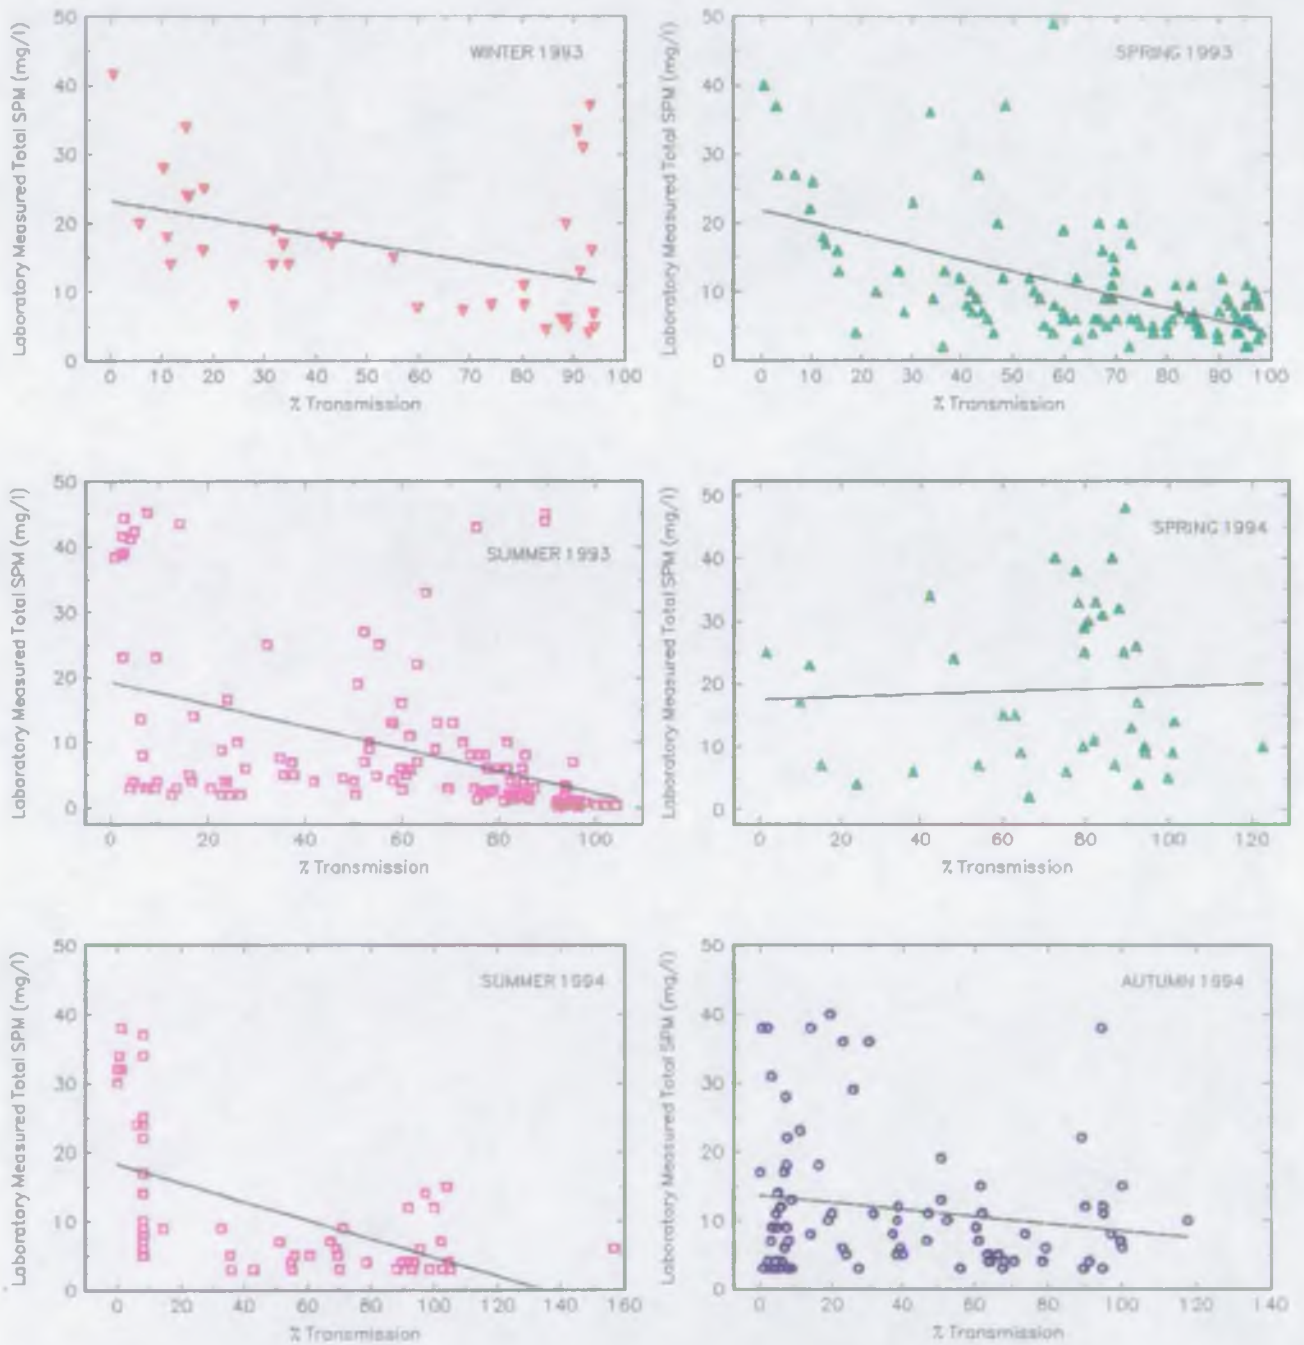 Laboratory Measured Total SPM (mg/l)
50
40
30
20
10
0
WINTER 1993
0 10 20 30 40 50 60 70 80 90 100
% Transmission
Laboratory Measured Total SPM (mg/l)
50
40
30
20
10
0
SPRING 1993
0 10 20 30 40 50 60 70 80 90 100
% Transmission
Laboratory Measured Total SPM (mg/l)
50
40
30
20
10
0
SUMMER 1993
0 20 40 60 80 100
% Transmission
Laboratory Measured Total SPM (mg/l)
50
40
30
20
10
0
SPRING 1994
0 20 40 60 80 100 120
% Transmission
Laboratory Measured Total SPM (mg/l)
50
40
30
20
10
0
SUMMER 1994
0 20 40 60 80 100 120 140 160
% Transmission
Laboratory Measured Total SPM (mg/l)
50
40
30
20
10
0
AUTUMN 1994
0 20 40 60 80 100 120 140
% Transmission